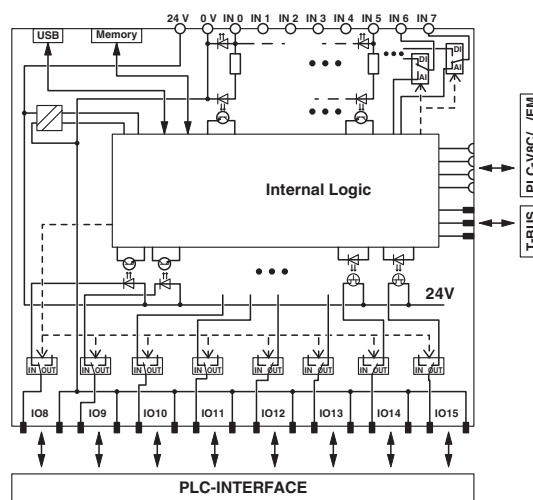 24 V 0 V IN 0 IN 1 IN 2 IN 3 IN 4 IN 5 IN 6 IN 7
USB Memory
DI DI
AI AI
PLC-V8C/.../EM
T-BUS
Internal Logic
24V
IN OUT IN OUT IN OUT IN OUT IN OUT IN OUT IN OUT IN OUT
IO8 IO9 IO10 IO11 IO12 IO13 IO14 IO15
PLC-INTERFACE